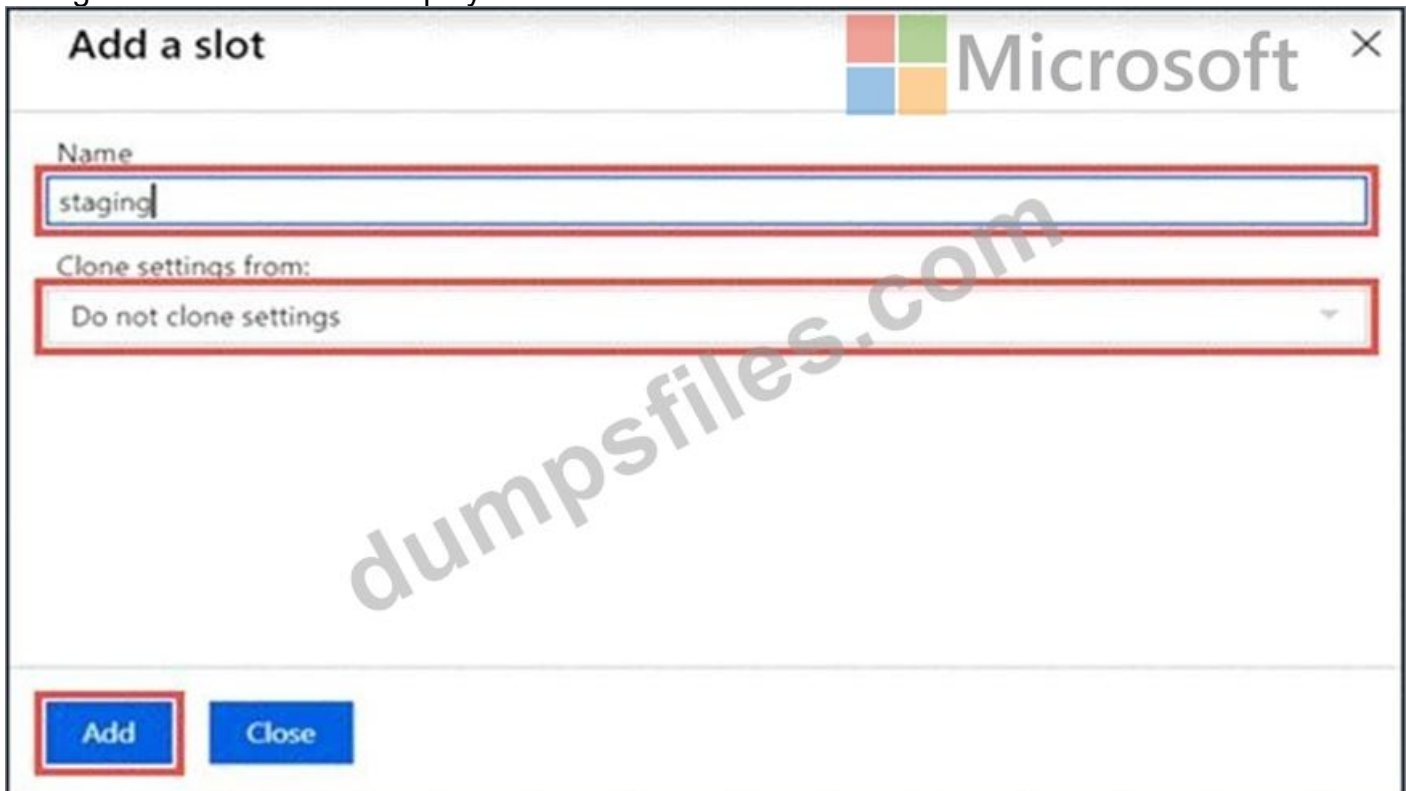 Add a slot
Microsoft
Name
staging
Clone settings from:
Do not clone settings
dumpsfiles.com
Add
Close